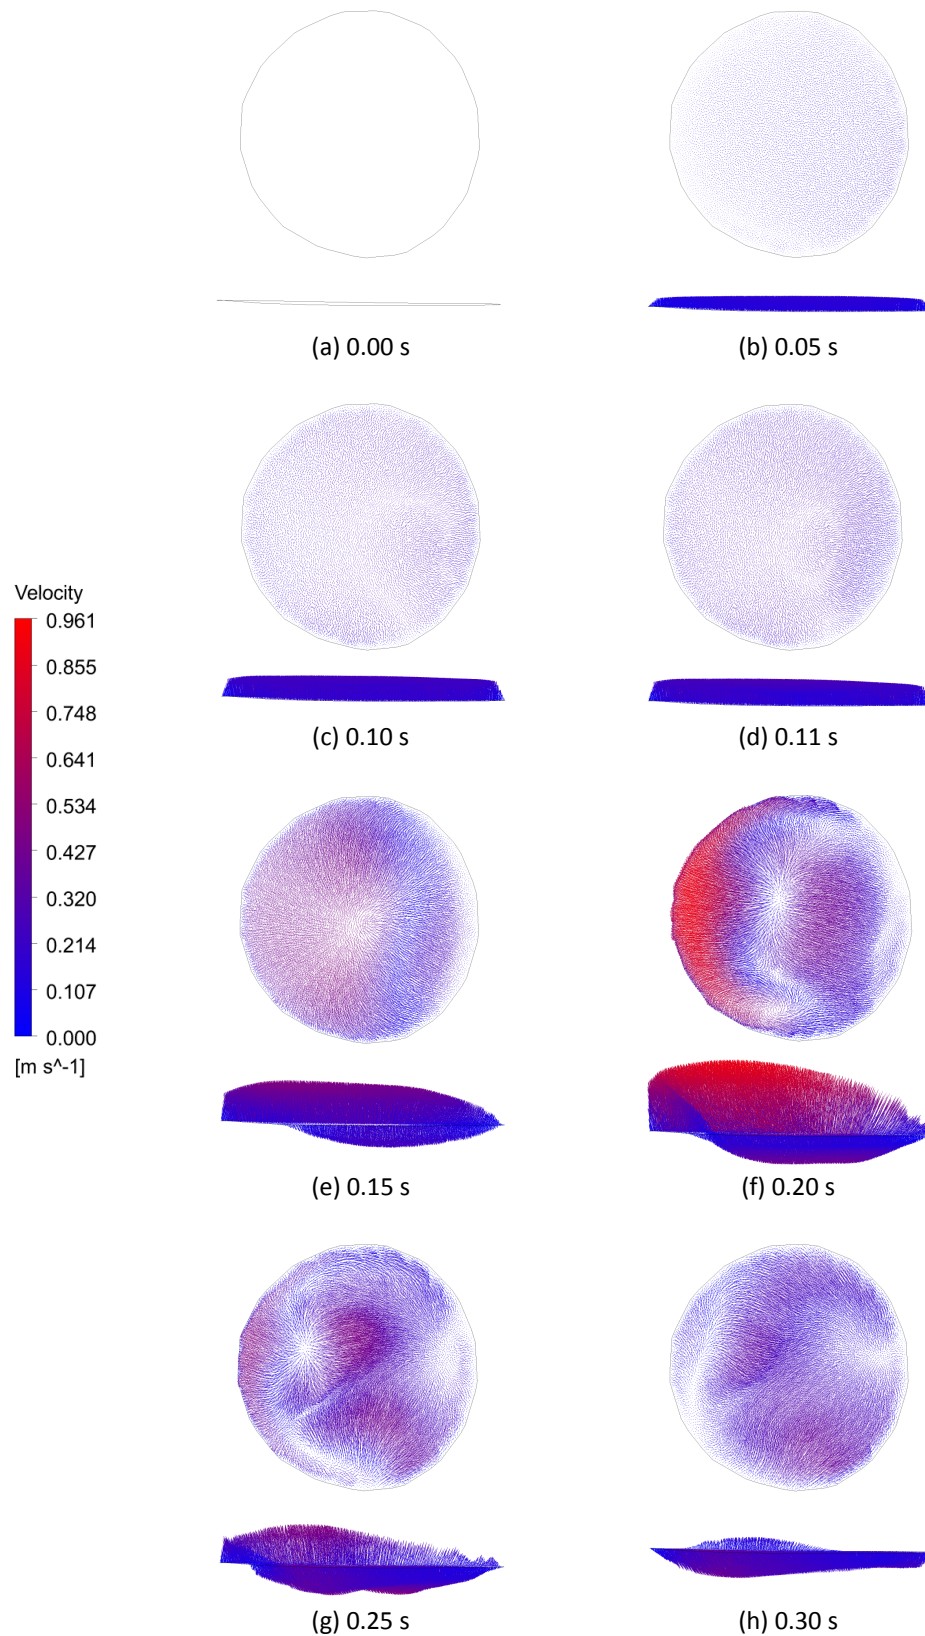 (a) 0.00 s
(b) 0.05 s
(c) 0.10 s
(d) 0.11 s
Velocity
0.961
0.855
0.748
0.641
0.534
0.427
0.320
0.214
0.107
0.000
[m s^-1]
(e) 0.15 s
(f) 0.20 s
(g) 0.25 s
(h) 0.30 s